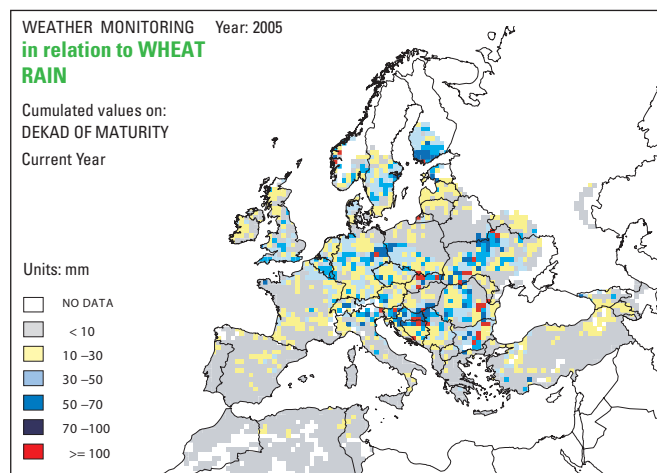 WEATHER MONITORING Year: 2005
in relation to WHEAT
RAIN
Cumulated values on:
DEKAD OF MATURITY
Current Year
Units: mm
NO DATA
< 10
10 –30
30 –50
50 –70
70 –100
>= 100